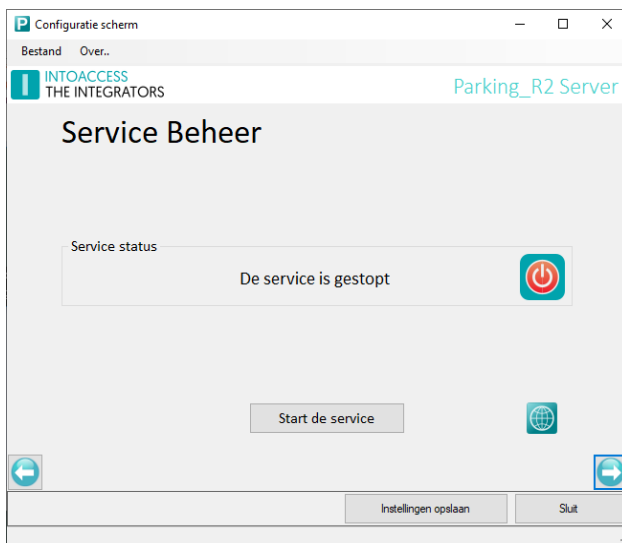 Configuratie scherm
Bestand Over..
INTOACCESS
THE INTEGRATORS
Parking_R2 Server
Service Beheer
Service status
De service is gestopt
Start de service
Instellingen opslaan Sluit